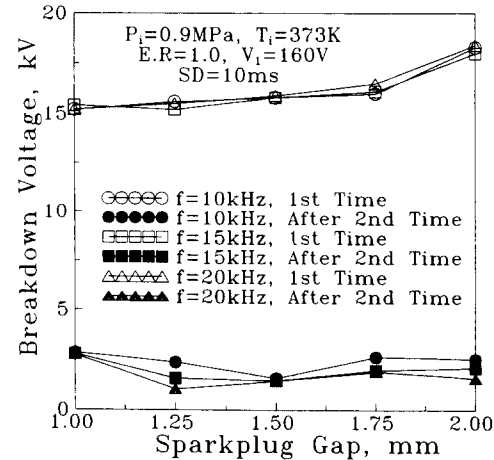 P_i=0.9MPa, T_i=373K
E.R=1.0, V_1=160V
SD=10ms
20
15
10
5
0
Breakdown Voltage, kV
f=10kHz, 1st Time
f=10kHz, After 2nd Time
f=15kHz, 1st Time
f=15kHz, After 2nd Time
f=20kHz, 1st Time
f=20kHz, After 2nd Time
1.00 1.25 1.50 1.75 2.00
Sparkplug Gap, mm